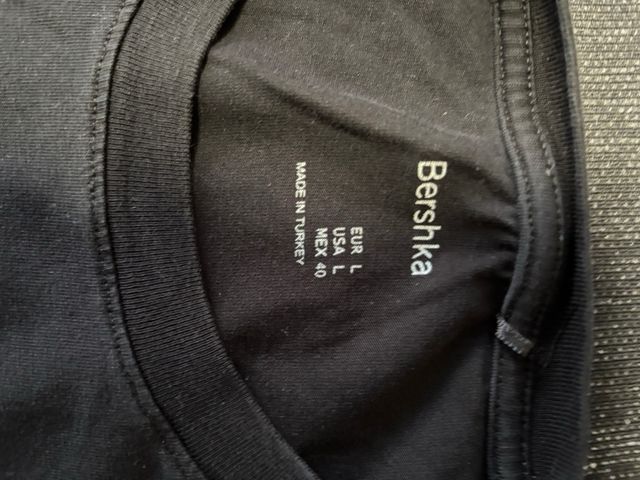 Bershka
EUR L
USA L
MEX 40
MADE IN TURKEY